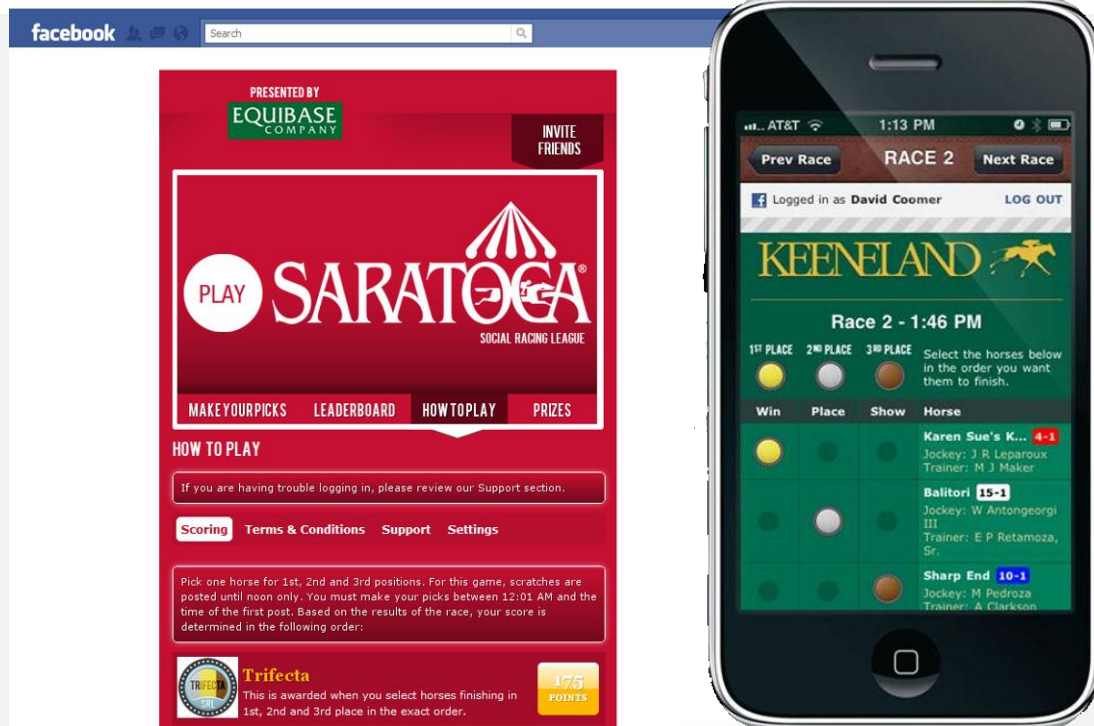 facebook
Search
PRESENTED BY
EQUIBASE
COMPANY
INVITE
FRIENDS
PLAY
SARATOGA®
SOCIAL RACING LEAGUE
MAKE YOUR PICKS LEADERBOARD HOW TO PLAY PRIZES
HOW TO PLAY
If you are having trouble logging in, please review our Support section.
Scoring Terms & Conditions Support Settings
Pick one horse for 1st, 2nd and 3rd positions. For this game, scratches are
posted until noon only. You must make your picks between 12:01 AM and the
time of the first post. Based on the results of the race, your score is
determined in the following order:
TRIFECTA
SRL
Trifecta
This is awarded when you select horses finishing in
1st, 2nd and 3rd place in the exact order.
175
POINTS
AT&T 1:13 PM
Prev Race RACE 2 Next Race
Logged in as David Coomer LOG OUT
KEENELAND
Race 2 - 1:46 PM
1ST PLACE 2ND PLACE 3RD PLACE
Select the horses below
in the order you want
them to finish.
Win Place Show Horse
Karen Sue's K... 4-1
Jockey: J R Leparoux
Trainer: M J Maker
Balitori 15-1
Jockey: W Antongeorgi
III
Trainer: E P Retamoza,
Sr.
Sharp End 10-1
Jockey: M Pedroza
Trainer: A Clarkson